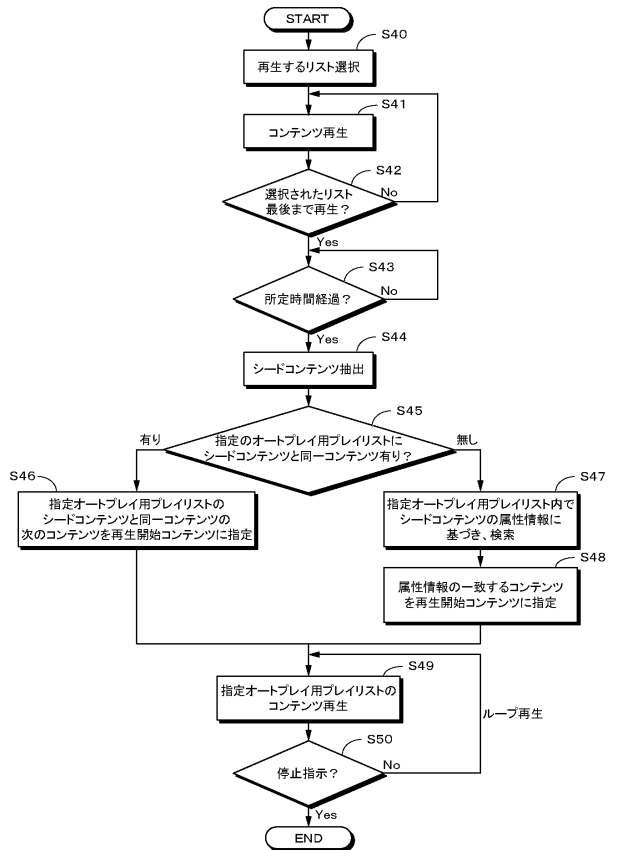 START
S40
再生するリスト選択
S41
コンテンツ再生
S42
選択されたリスト
最後まで再生？
No
Yes
S43
所定時間経過？
No
Yes
S44
シードコンテンツ抽出
S45
指定のオートプレイ用プレイリストに
シードコンテンツと同一コンテンツ有り？
有り
無し
S46
指定オートプレイ用プレイリストの
シードコンテンツと同一コンテンツの
次のコンテンツを再生開始コンテンツに指定
S47
指定オートプレイ用プレイリスト内で
シードコンテンツの属性情報に
基づき、検索
S48
属性情報の一致するコンテンツ
を再生開始コンテンツに指定
S49
指定オートプレイ用プレイリストの
コンテンツ再生
ループ再生
S50
停止指示？
No
Yes
END